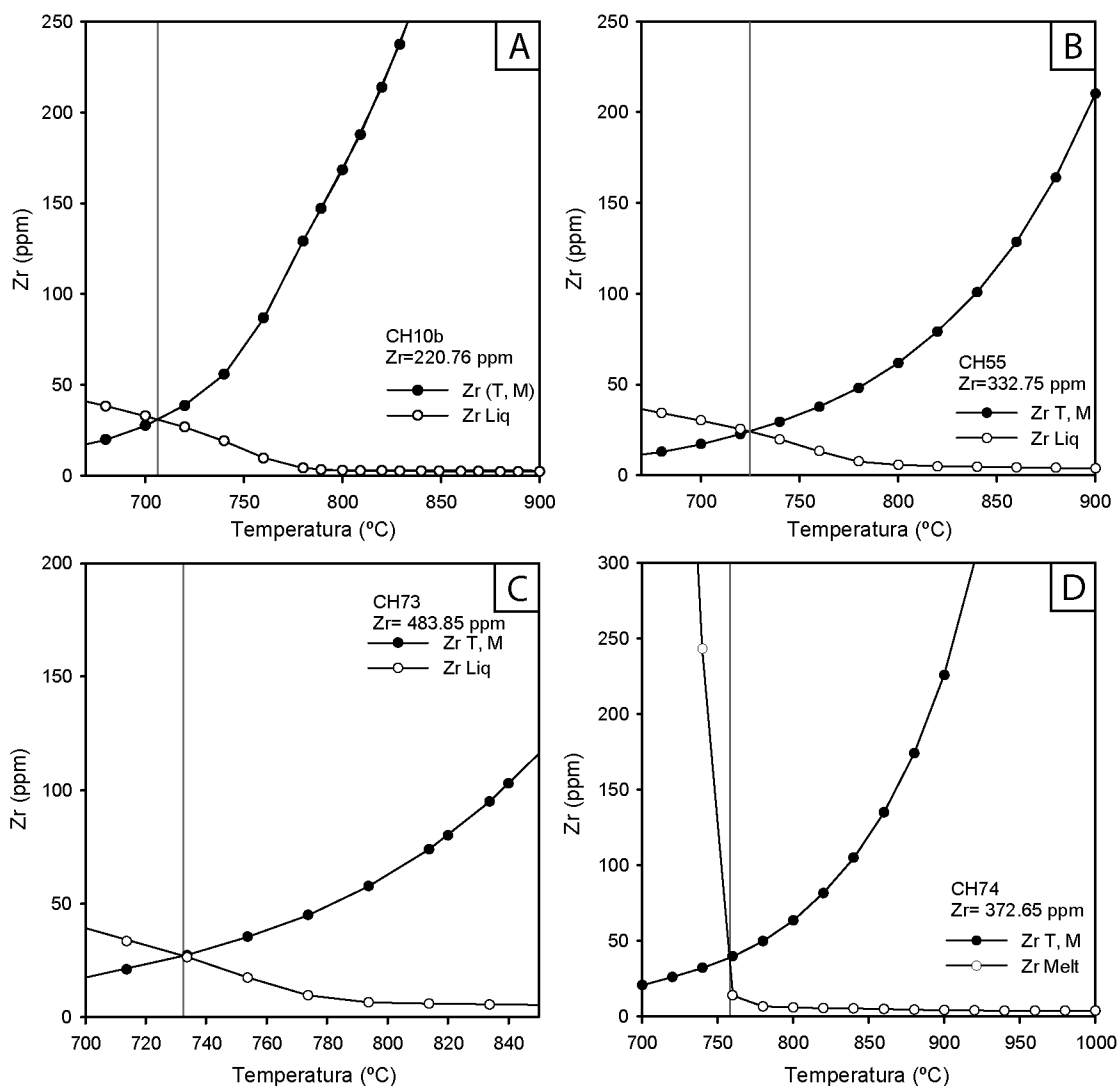 A
250
200
150
100
50
0
Zr (ppm)
CH10b
Zr=220.76 ppm
Zr (T, M)
Zr Liq
700 750 800 850 900
Temperatura (ºC)
B
250
200
150
100
50
0
Zr (ppm)
CH55
Zr=332.75 ppm
Zr T, M
Zr Liq
700 750 800 850 900
Temperatura (ºC)
C
200
150
100
50
0
Zr (ppm)
CH73
Zr= 483.85 ppm
Zr T, M
Zr Liq
700 720 740 760 780 800 820 840
Temperatura (ºC)
D
300
250
200
150
100
50
0
Zr (ppm)
CH74
Zr= 372.65 ppm
Zr T, M
Zr Melt
700 750 800 850 900 950 1000
Temperatura (ºC)